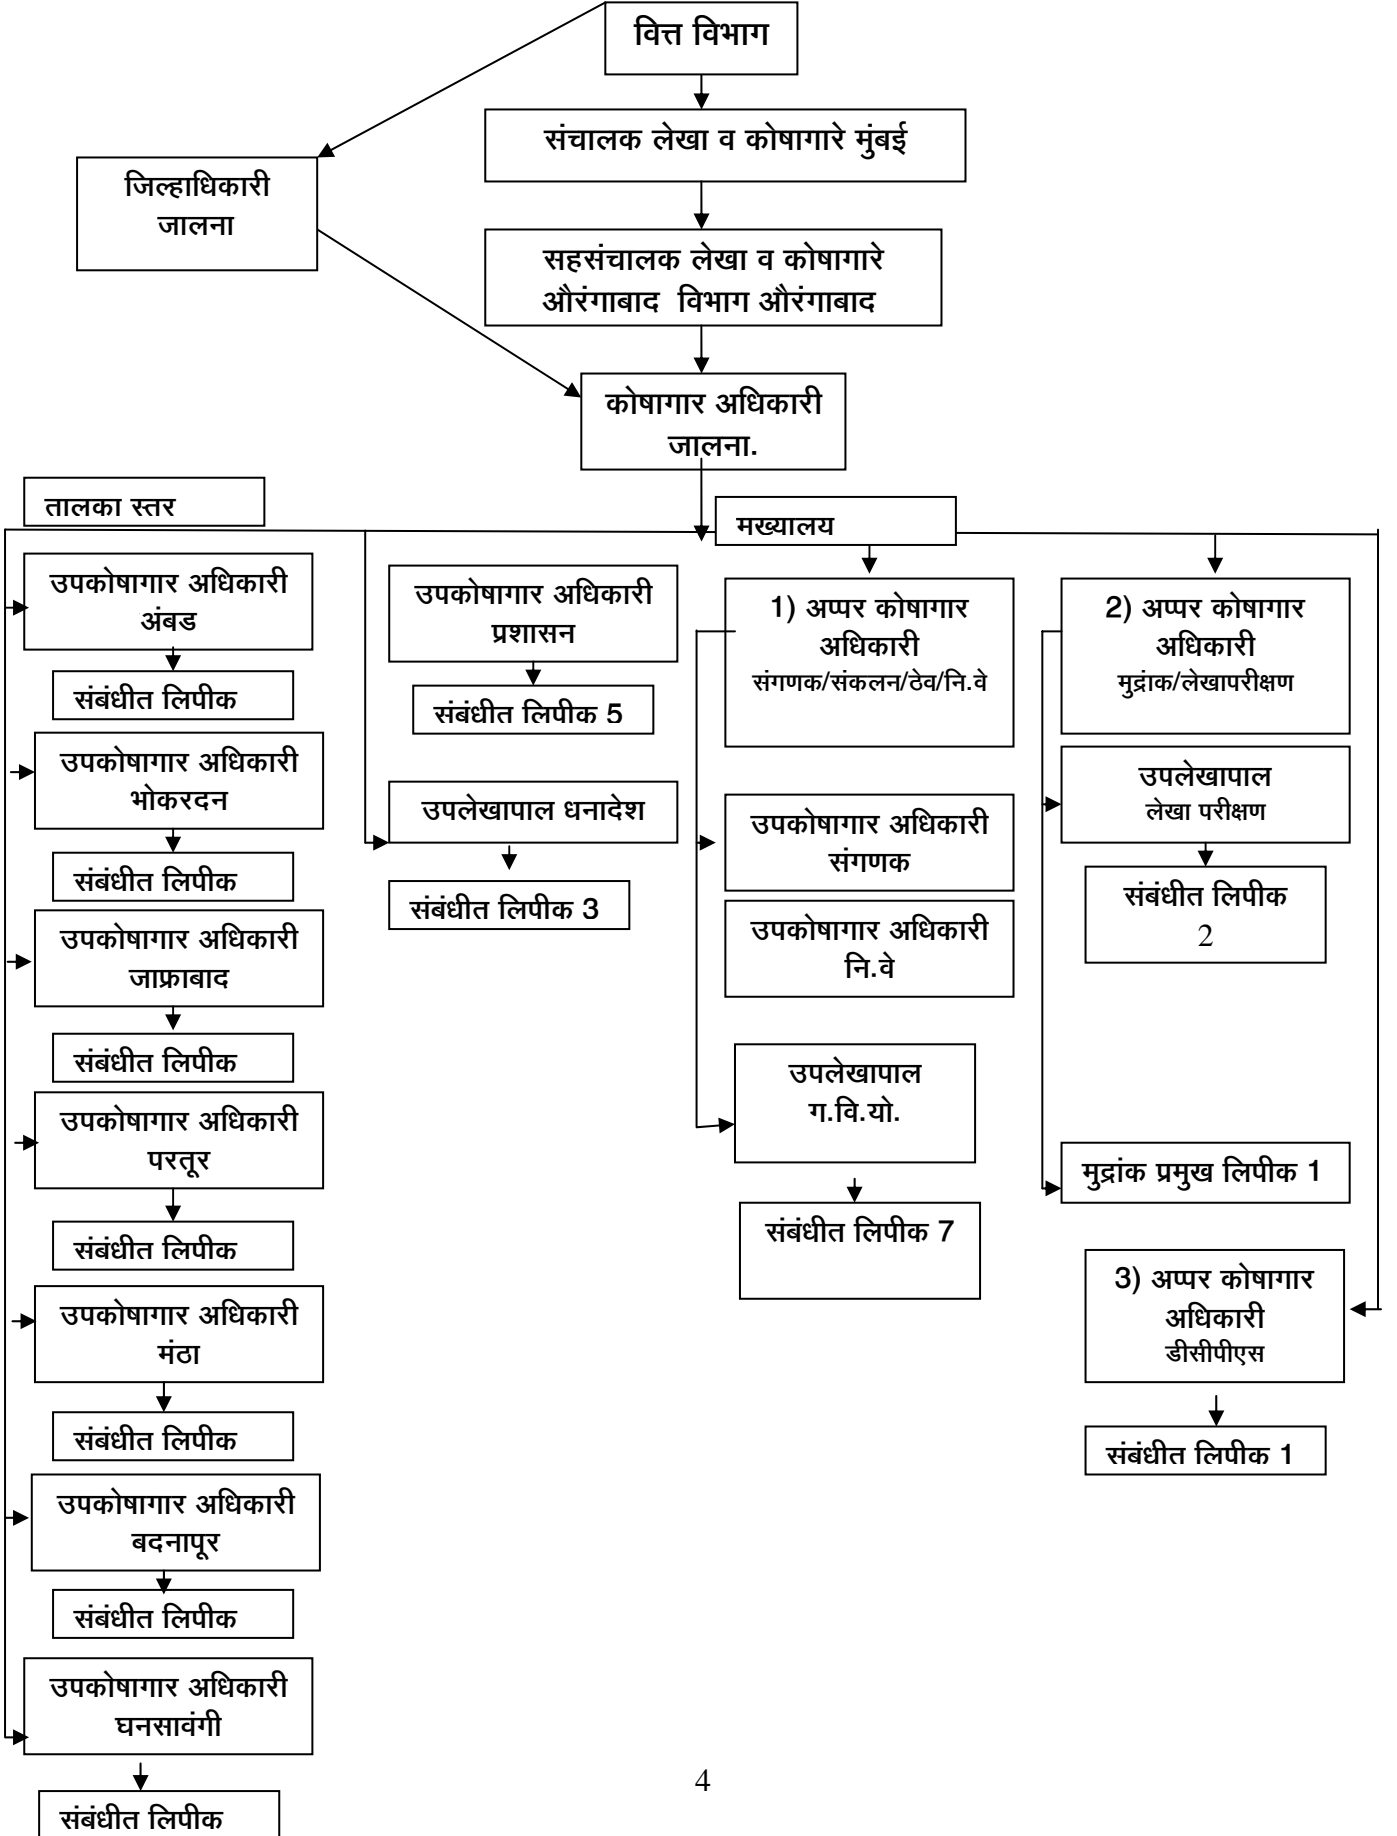 वित्त विभाग
संचालक लेखा व कोषागारे मुंबई
जिल्हाधिकारी
जालना
सहसंचालक लेखा व कोषागारे
औरंगाबाद  विभाग औरंगाबाद
कोषागार अधिकारी
जालना.
तालका स्तर
मख्यालय
उपकोषागार अधिकारी
अंबड
संबंधीत लिपीक
उपकोषागार अधिकारी
भोकरदन
संबंधीत लिपीक
उपकोषागार अधिकारी
जाफ्राबाद
संबंधीत लिपीक
उपकोषागार अधिकारी
परतूर
संबंधीत लिपीक
उपकोषागार अधिकारी
मंठा
संबंधीत लिपीक
उपकोषागार अधिकारी
बदनापूर
संबंधीत लिपीक
उपकोषागार अधिकारी
घनसावंगी
संबंधीत लिपीक
उपकोषागार अधिकारी
प्रशासन
संबंधीत लिपीक 5
उपलेखापाल धनादेश
संबंधीत लिपीक 3
1) अप्पर कोषागार
अधिकारी
संगणक/संकलन/ठेव/नि.वे
उपकोषागार अधिकारी
संगणक
उपकोषागार अधिकारी
नि.वे
उपलेखापाल
ग.वि.यो.
संबंधीत लिपीक 7
2) अप्पर कोषागार
अधिकारी
मुद्रांक/लेखापरीक्षण
उपलेखापाल
लेखा परीक्षण
संबंधीत लिपीक
2
मुद्रांक प्रमुख लिपीक 1
3) अप्पर कोषागार
अधिकारी
डीसीपीएस
संबंधीत लिपीक 1
4